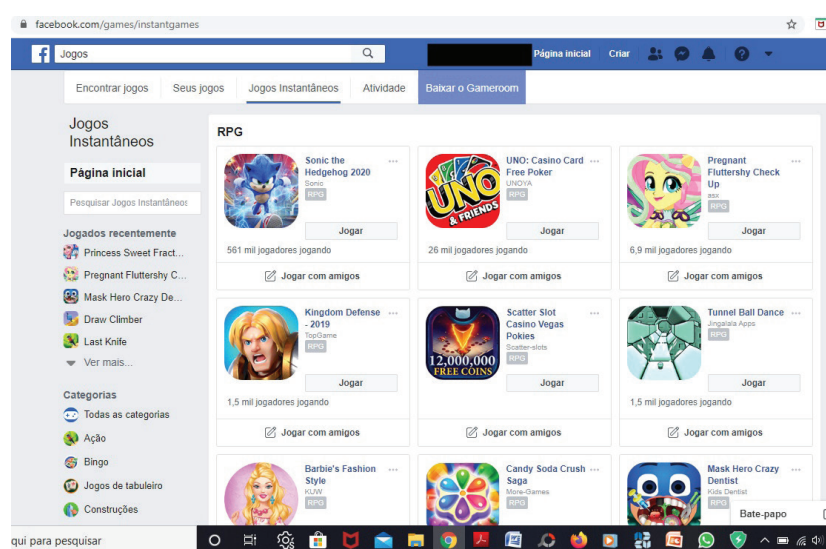 facebook.com/games/instantgames
Jogos
Página inicial Criar
Encontrar jogos Seus jogos Jogos Instantâneos Atividade Baixar o Gameroom
Jogos
Instantâneos
Página inicial
Pesquisar Jogos Instantâneos
Jogados recentemente
Princess Sweet Fract...
Pregnant Fluttershy C...
Mask Hero Crazy De...
Draw Climber
Last Knife
Ver mais...
Categorias
Todas as categorias
Ação
Bingo
Jogos de tabuleiro
Construções
RPG
Sonic the
Hedgehog 2020
Sonic
RPG
Jogar
561 mil jogadores jogando
Jogar com amigos
UNO
& FRIENDS
UNO: Casino Card
Free Poker
UNOYA
RPG
Jogar
26 mil jogadores jogando
Jogar com amigos
Pregnant
Fluttershy Check
Up
asx
RPG
Jogar
6,9 mil jogadores jogando
Jogar com amigos
Kingdom Defense
- 2019
TopGame
RPG
Jogar
1,5 mil jogadores jogando
Jogar com amigos
12,000,000
FREE COINS
Scatter Slot
Casino Vegas
Pokies
Scatter-slots
RPG
Jogar
Jogar com amigos
Tunnel Ball Dance
Jingalala Apps
RPG
Jogar
1,5 mil jogadores jogando
Jogar com amigos
Barbie's Fashion
Style
KUW
RPG
Candy Soda Crush
Saga
More-Games
RPG
Mask Hero Crazy
Dentist
Kids Dentist
RPG
Bate-papo
qui para pesquisar